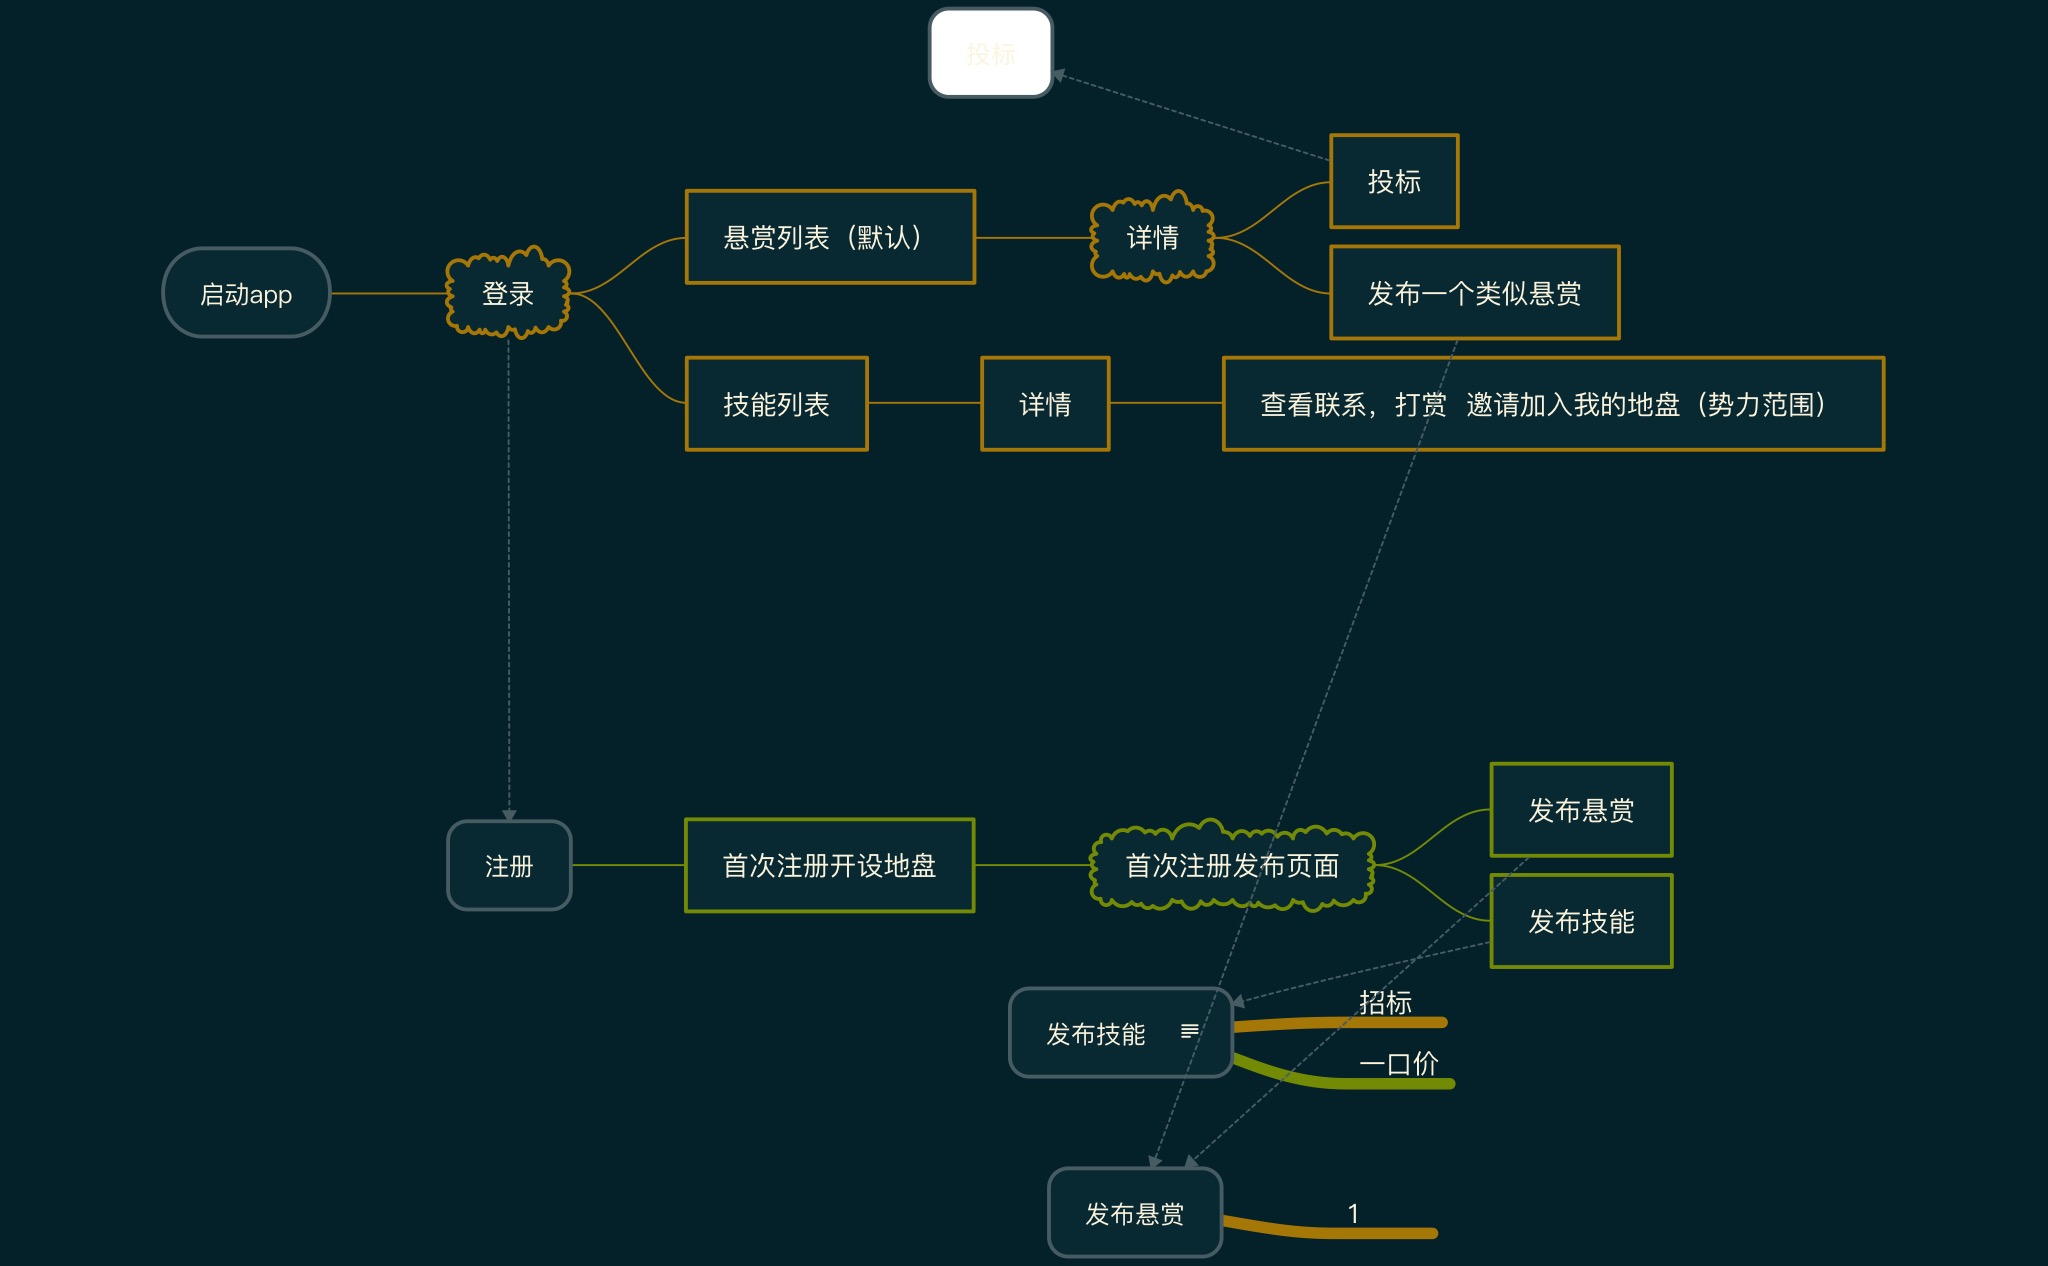 投标
投标
悬赏列表（默认）
详情
启动app
登录
发布一个类似悬赏
技能列表
详情
查看联系，打赏 邀请加入我的地盘（势力范围）
发布悬赏
注册
首次注册开设地盘
首次注册发布页面
发布技能
招标
发布技能
一口价
发布悬赏
1